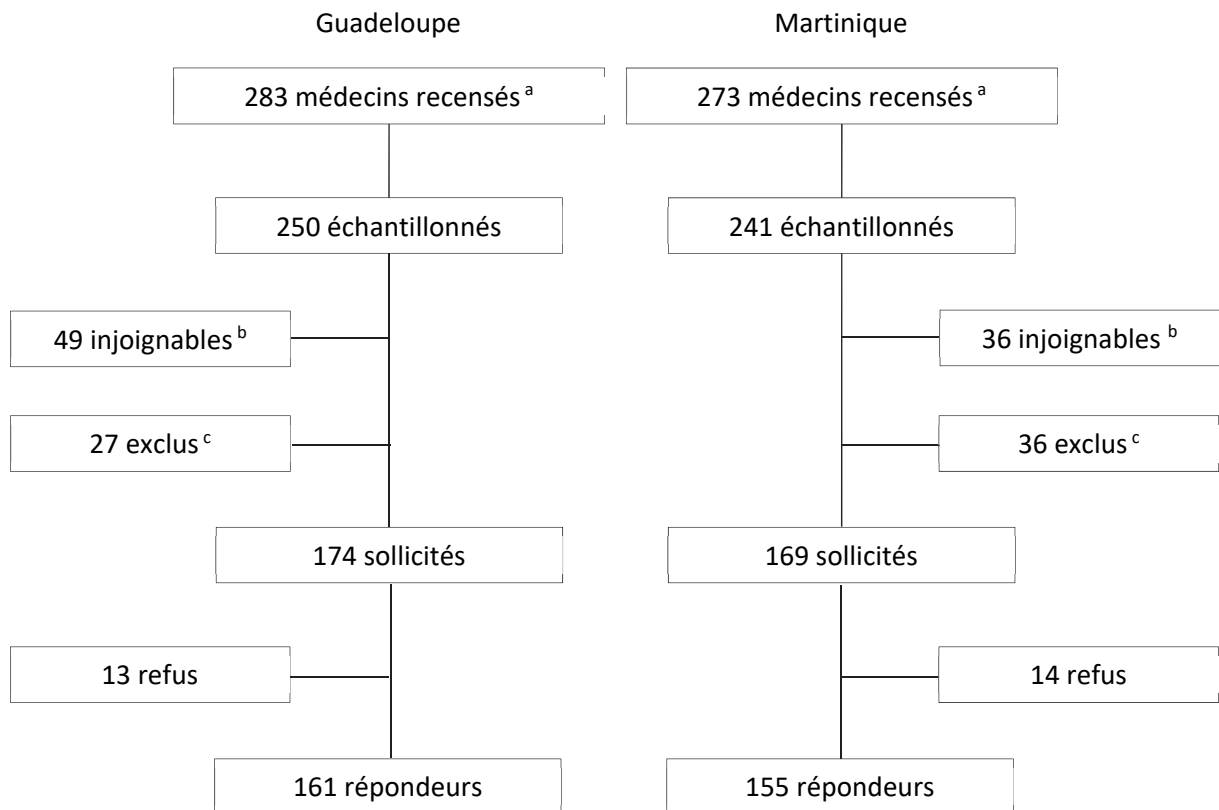 Guadeloupe
Martinique
283 médecins recensés a
273 médecins recensés a
250 échantillonnés
241 échantillonnés
49 injoignables b
36 injoignables b
27 exclus c
36 exclus c
174 sollicités
169 sollicités
13 refus
14 refus
161 répondeurs
155 répondeurs